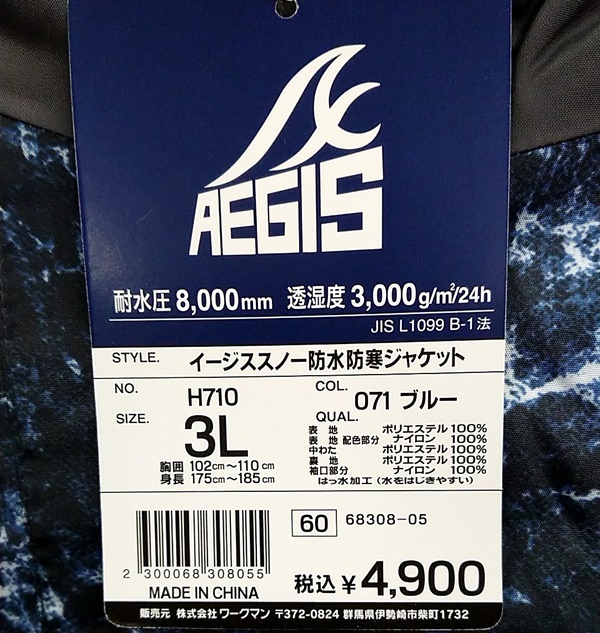 AEGIS
耐水圧 8,000mm 透湿度 3,000g/m²/24h
JIS L1099 B-1法
STYLE. イージススノー防水防寒ジャケット
NO. H710
COL. 071 ブルー
SIZE. 3L
胸囲 102cm～110cm
身長 175cm～185cm
QUAL.
表 地 ポリエステル 100%
表 地 配色部分 ナイロン 100%
中わた ポリエステル 100%
裏 地 ポリエステル 100%
袖口部分 ナイロン 100%
はっ水加工(水をはじきやすい)
60 68308-05
2 300068 308055
MADE IN CHINA
税込 ¥4,900
販売元 株式会社 ワークマン 〒372-0824 群馬県伊勢崎市柴町1732